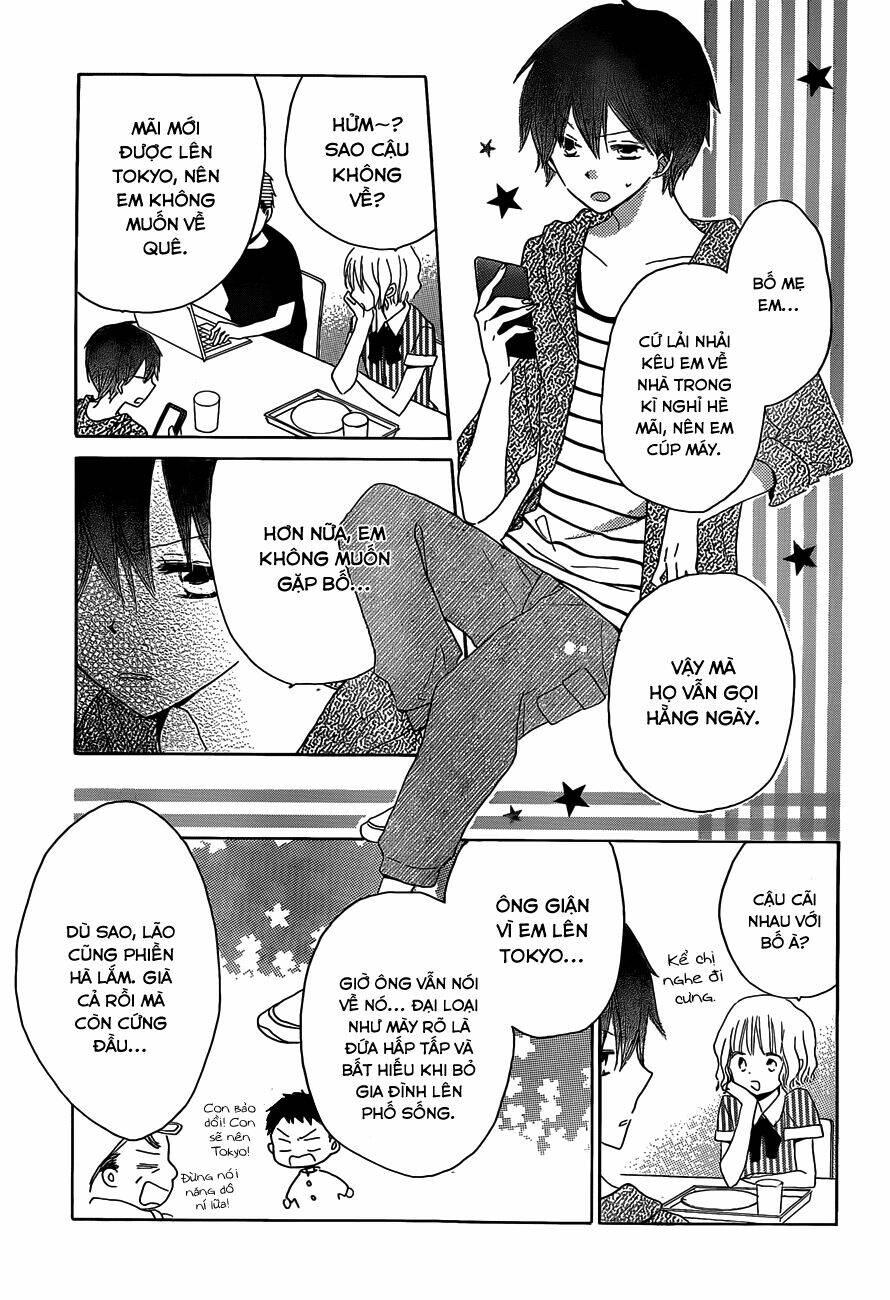 BỐ MẸ
EM...
CỨ LẢI NHẢI
KÊU EM VỀ
NHÀ TRONG
KÌ NGHỈ HÈ
MÃI, NÊN EM
CÚP MÁY.
VẬY MÀ
HỌ VẪN GỌI
HẰNG NGÀY.
HỬM~?
SAO CẬU
KHÔNG
VỀ?
MÃI MỚI
ĐƯỢC LÊN
TOKYO, NÊN
EM KHÔNG
MUỐN VỀ
QUÊ.
HƠN NỮA, EM
KHÔNG MUÓN
GẶP BỐ...
CẬU CÃI
NHAU VỚI
BỐ À?
Kể chị
nghe đi
cưng.
ÔNG GIẬN
VÌ EM LÊN
TOKYO...
GIỜ ÔNG VẪN NÓI
VỀ NÓ... ĐẠI LOẠI
NHƯ MÀY RÕ LÀ
ĐỨA HẤP TẤP VÀ
BẤT HIẾU KHI BỎ
GIA ĐÌNH LÊN
PHỐ SỐNG.
DÙ SAO, LÃO
CŨNG PHIỀN
HÀ LẮM. GIÀ
CẢ RỒI MÀ
CÒN CỨNG
ĐẦU...
Con bảo
dồi! Con
sẽ nên
Tokyo!
Đừng nói
năng dô
ní lữa!